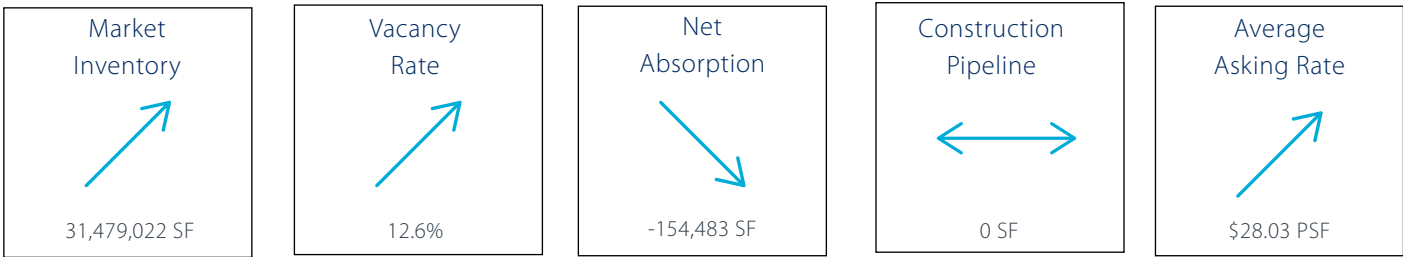 Market
Inventory
31,479,022 SF
Vacancy
Rate
12.6%
Net
Absorption
-154,483 SF
Construction
Pipeline
0 SF
Average
Asking Rate
$28.03 PSF